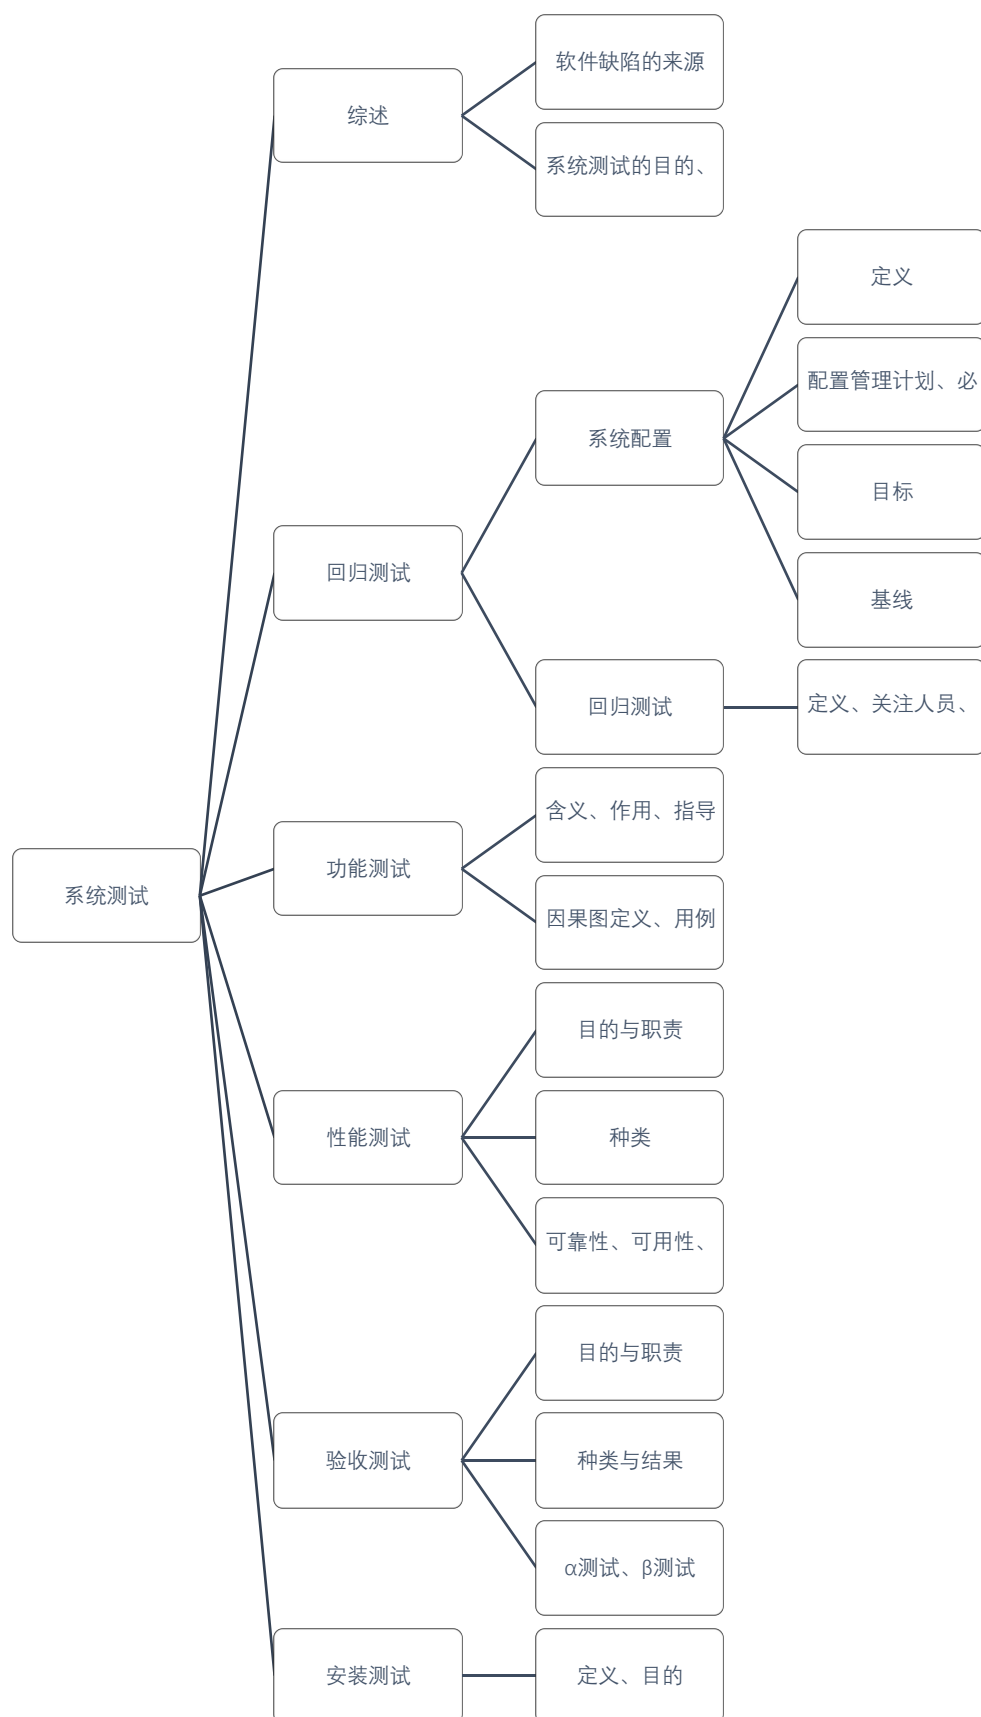 软件缺陷的来源
综述
系统测试的目的、
定义
配置管理计划、必
系统配置
目标
基线
回归测试
回归测试
定义、关注人员、
含义、作用、指导
功能测试
系统测试
因果图定义、用例
目的与职责
性能测试
种类
可靠性、可用性、
目的与职责
验收测试
种类与结果
α测试、β测试
安装测试
定义、目的